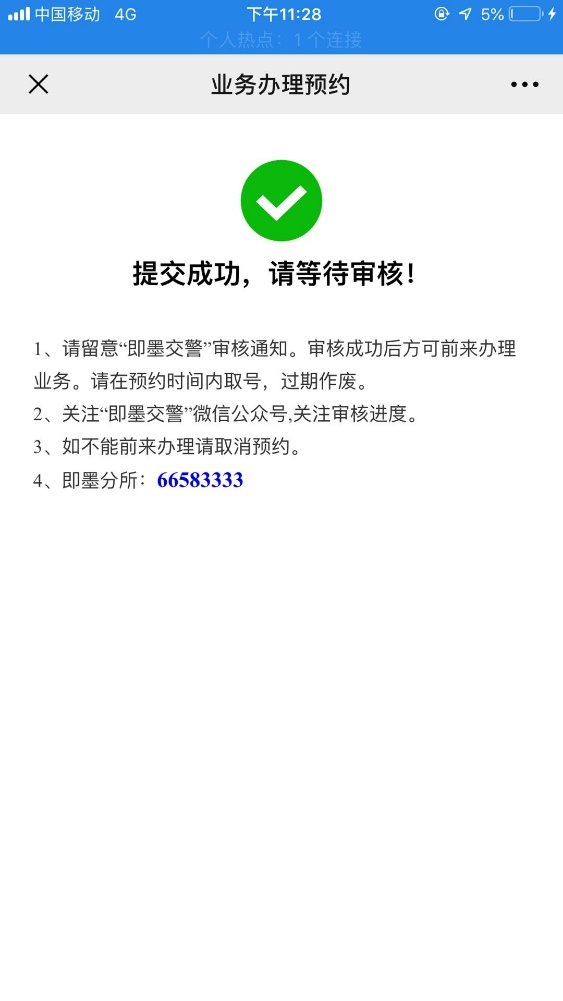 中国移动 4G 下午11:28 5%
个人热点：1 个连接
业务办理预约
提交成功，请等待审核！
1、请留意“即墨交警”审核通知。审核成功后方可前来办理
业务。请在预约时间内取号，过期作废。
2、关注“即墨交警”微信公众号,关注审核进度。
3、如不能前来办理请取消预约。
4、即墨分所：66583333